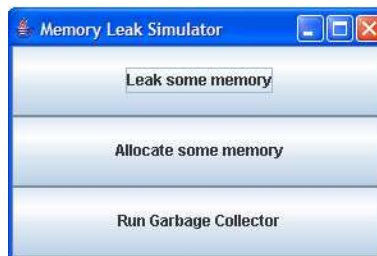 Memory Leak Simulator
Leak some memory
Allocate some memory
Run Garbage Collector